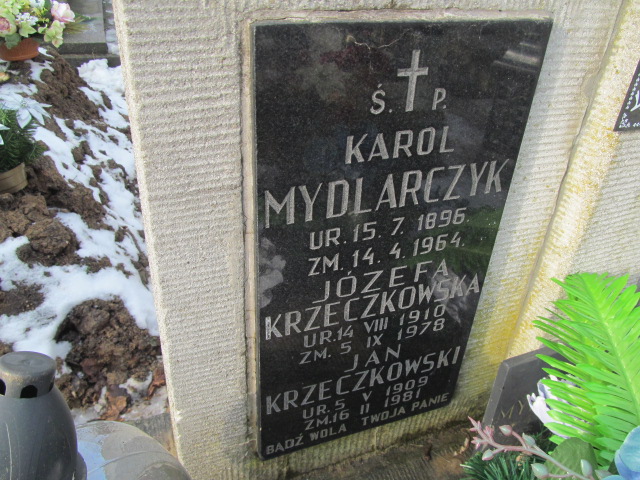 Ś. P.
KAROL
MYDLARCZYK
UR. 15. 7. 1896.
ZM. 14. 4. 1964.
JÓZEFA
KRZECZKOWSKA
UR. 14 VIII 1910
ZM. 5 IX 1978
JAN
KRZECZKOWSKI
UR. 5 V 1909
ZM. 16 II 1981
BĄDŹ WOLA TWOJA PANIE
MY